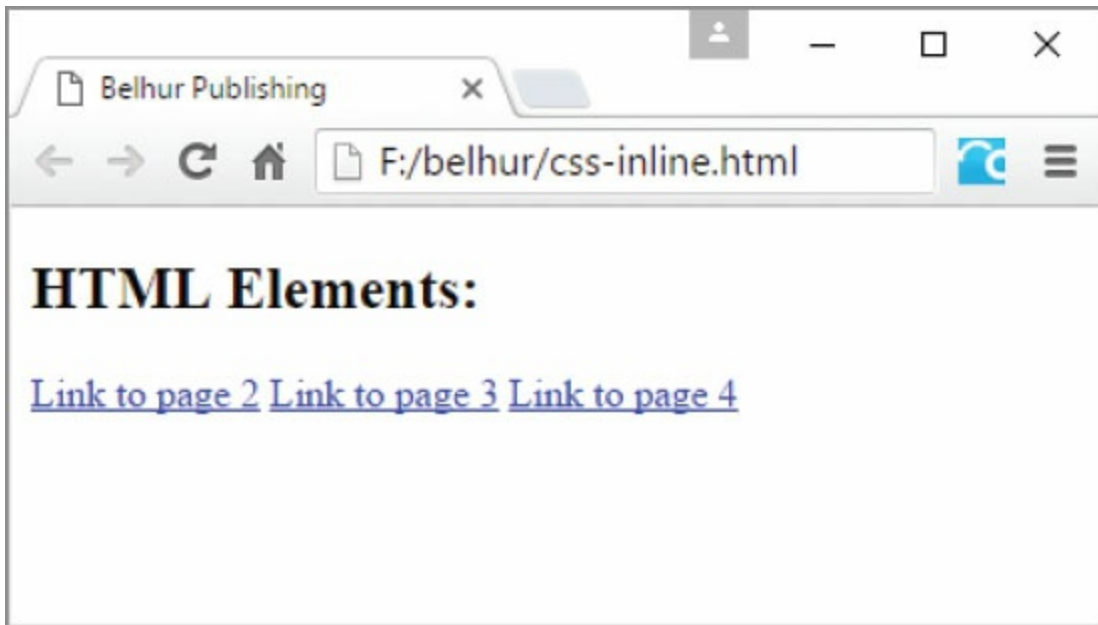 Belhur Publishing
F:/belhur/css-inline.html
HTML Elements:
Link to page 2 Link to page 3 Link to page 4